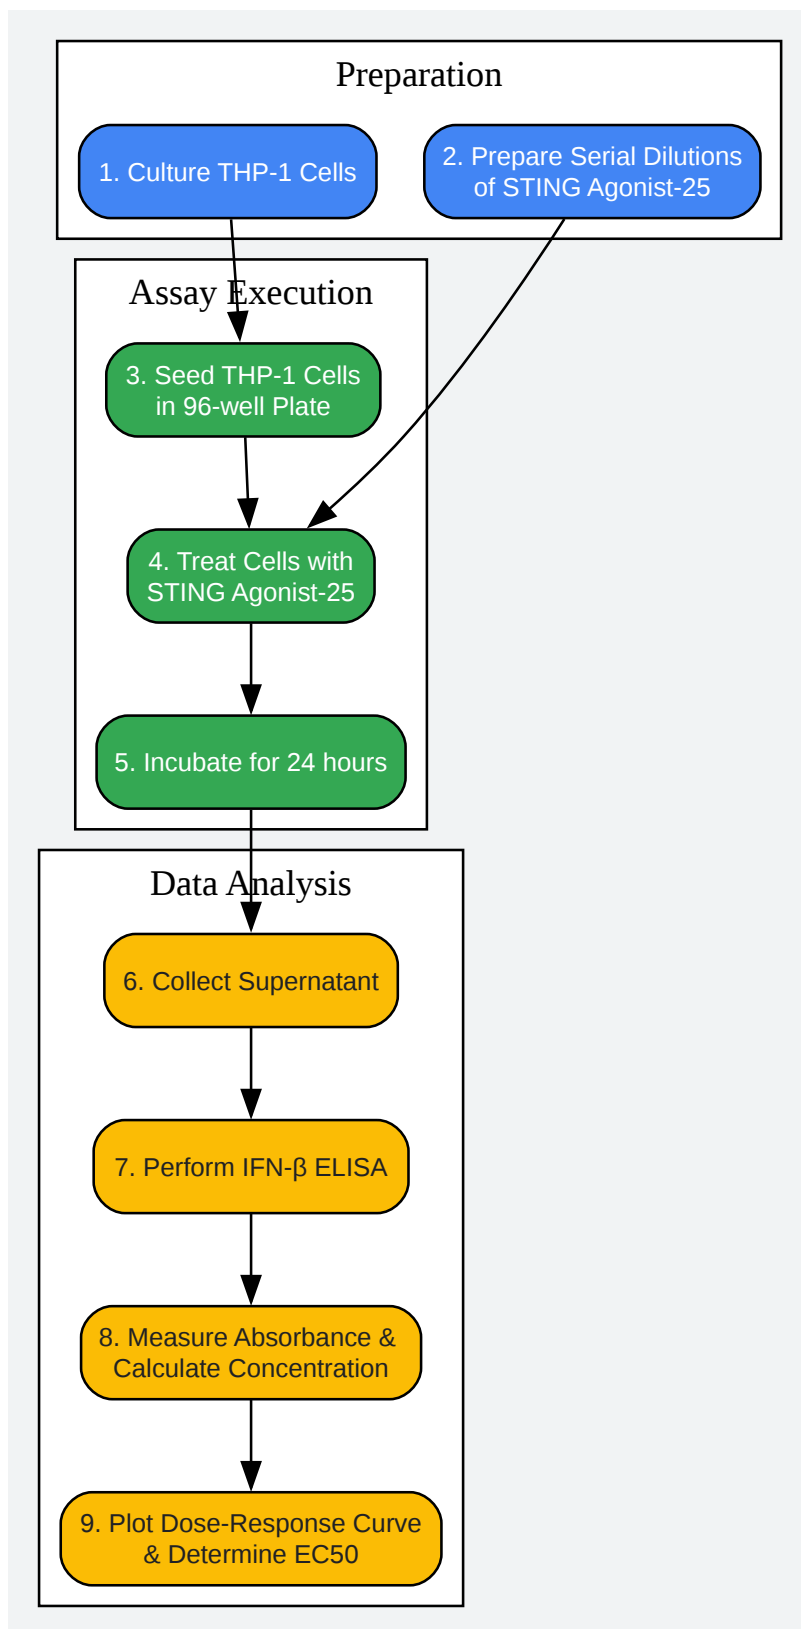 Preparation
1. Culture THP-1 Cells
2. Prepare Serial Dilutions
of STING Agonist-25
Assay Execution
3. Seed THP-1 Cells
in 96-well Plate
4. Treat Cells with
STING Agonist-25
5. Incubate for 24 hours
Data Analysis
6. Collect Supernatant
7. Perform IFN-β ELISA
8. Measure Absorbance &
Calculate Concentration
9. Plot Dose-Response Curve
& Determine EC50